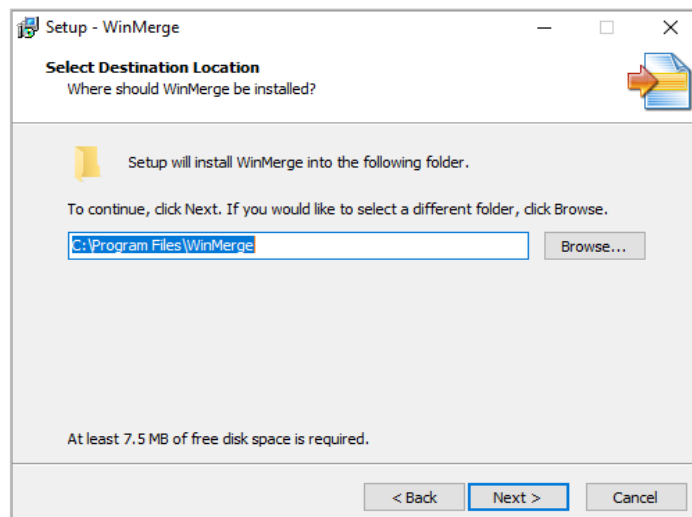 Setup - WinMerge
Select Destination Location
Where should WinMerge be installed?
Setup will install WinMerge into the following folder.
To continue, click Next. If you would like to select a different folder, click Browse.
C:\Program Files\WinMerge
Browse...
At least 7.5 MB of free disk space is required.
< Back
Next >
Cancel